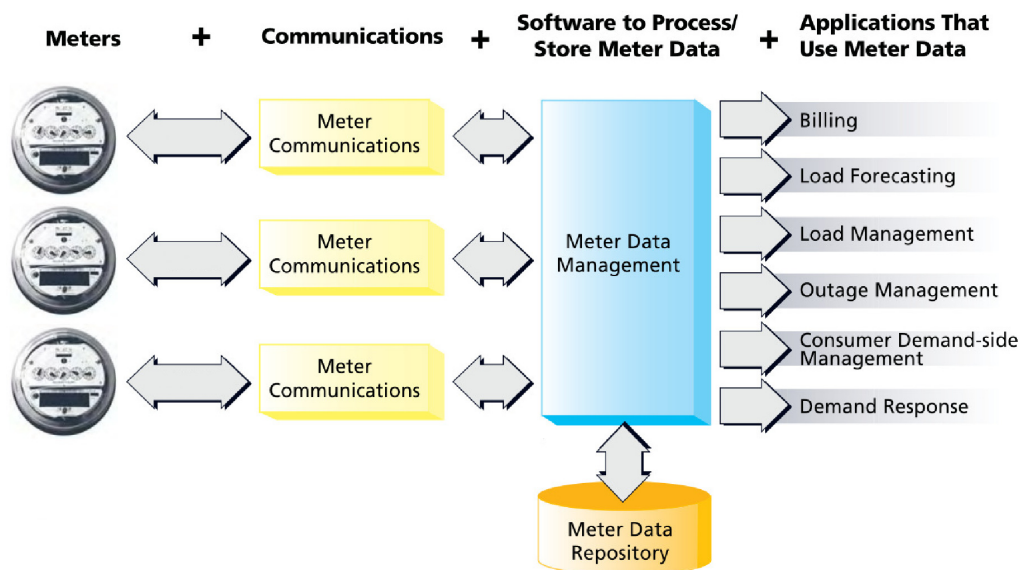 Meters + Communications + Software to Process/
Store Meter Data + Applications That
Use Meter Data
Meter
Communications
Meter
Communications
Meter
Communications
Meter Data
Management
Billing
Load Forecasting
Load Management
Outage Management
Consumer Demand-side
Management
Demand Response
Meter Data
Repository